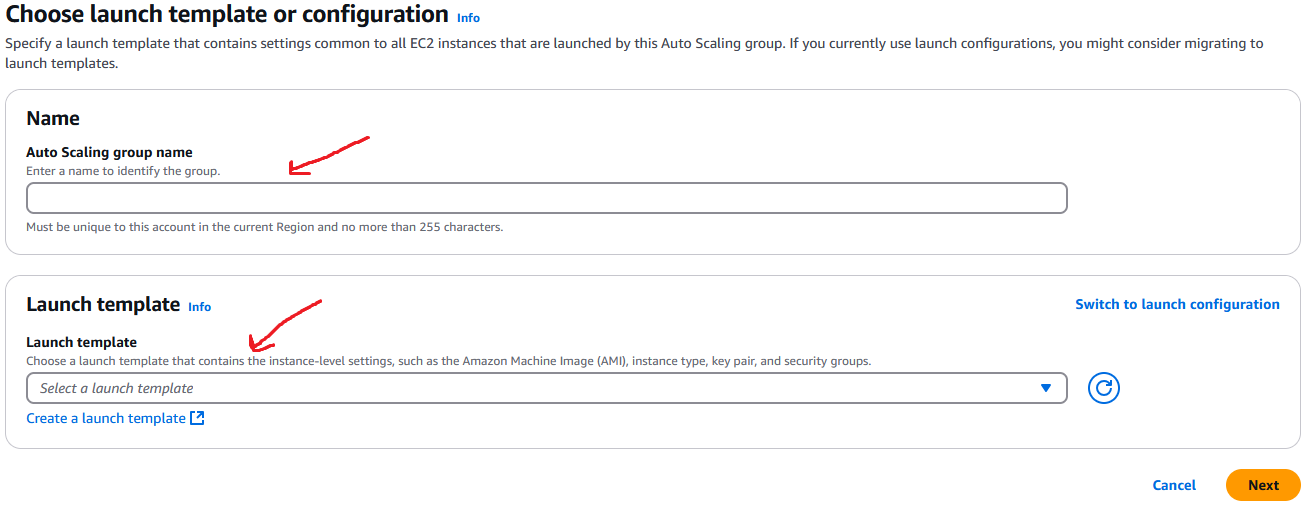 Choose launch template or configuration Info
Specify a launch template that contains settings common to all EC2 instances that are launched by this Auto Scaling group. If you currently use launch configurations, you might consider migrating to
launch templates.
Name
Auto Scaling group name
Enter a name to identify the group.
Must be unique to this account in the current Region and no more than 255 characters.
Launch template Info
Switch to launch configuration
Launch template
Choose a launch template that contains the instance-level settings, such as the Amazon Machine Image (AMI), instance type, key pair, and security groups.
Select a launch template
Create a launch template
Cancel
Next